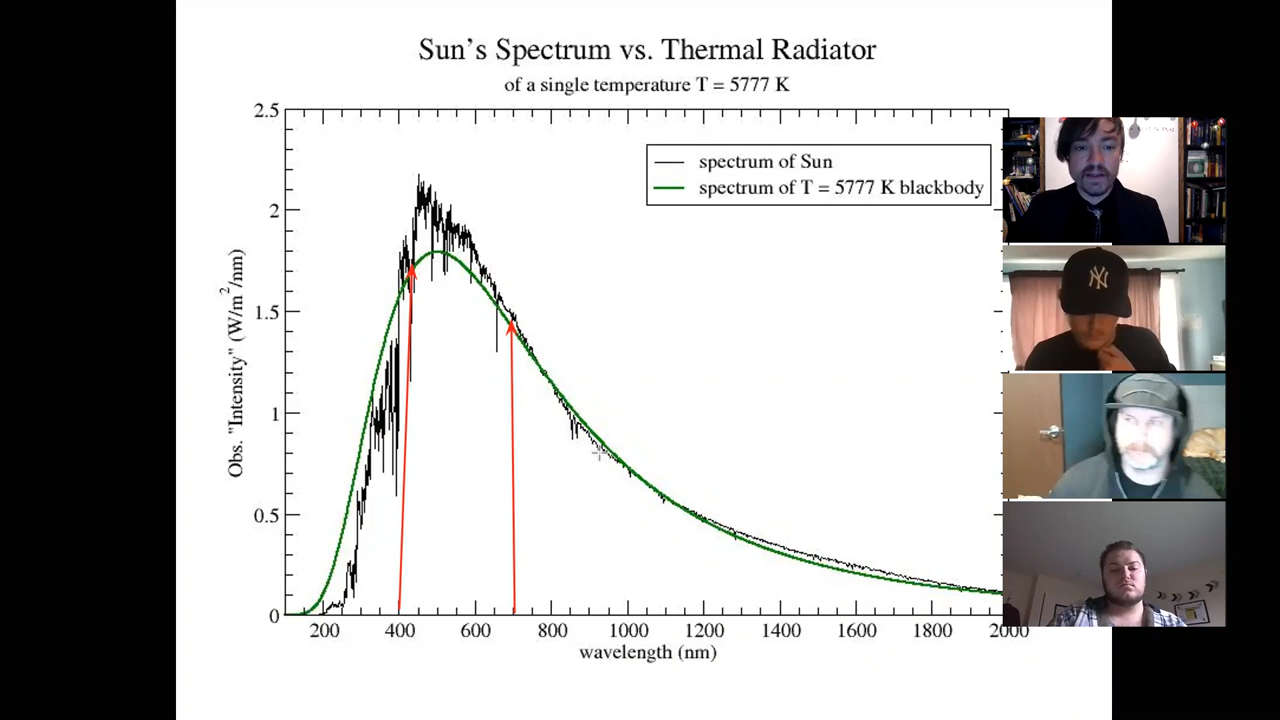 Sun's Spectrum vs. Thermal Radiator
of a single temperature T = 5777 K
spectrum of Sun
spectrum of T = 5777 K blackbody
Obs. "Intensity" (W/m²/nm)
2.5
2
1.5
1
0.5
0
200 400 600 800 1000 1200 1400 1600 1800 2000
wavelength (nm)
NY